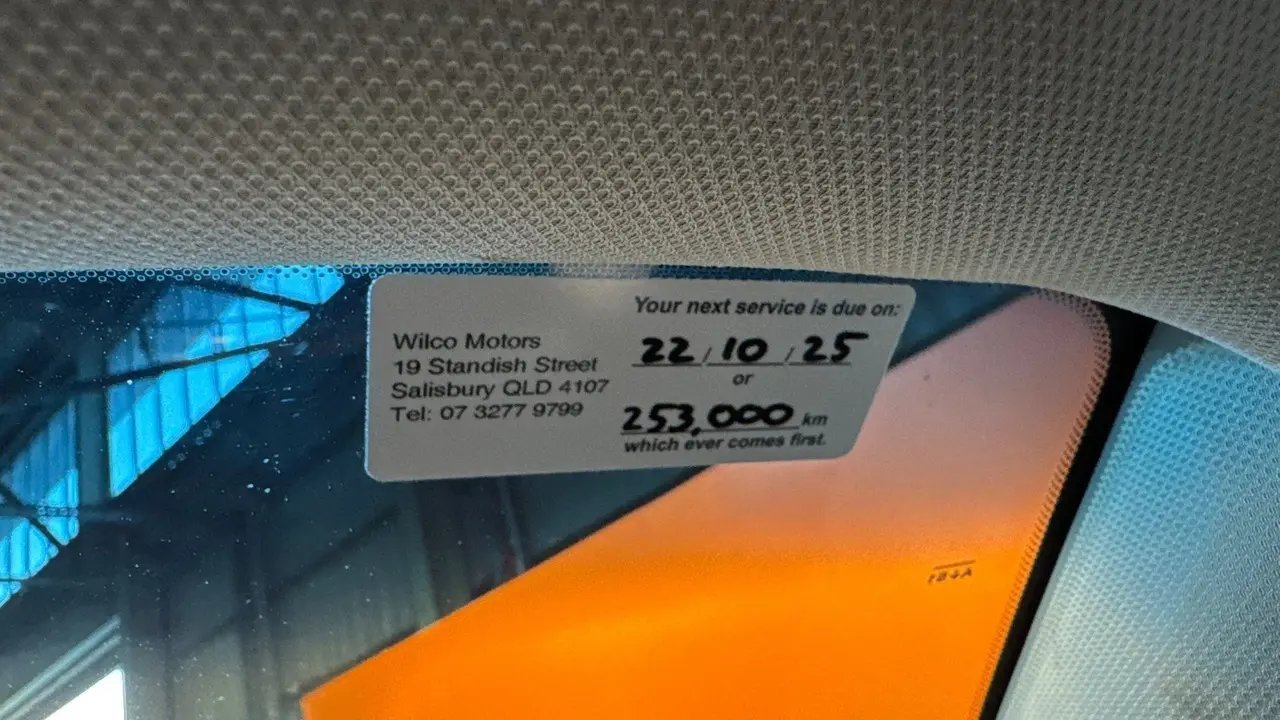 Wilco Motors
19 Standish Street
Salisbury QLD 4107
Tel: 07 3277 9799
Your next service is due on:
22/10/25
or
253,000 km
which ever comes first.